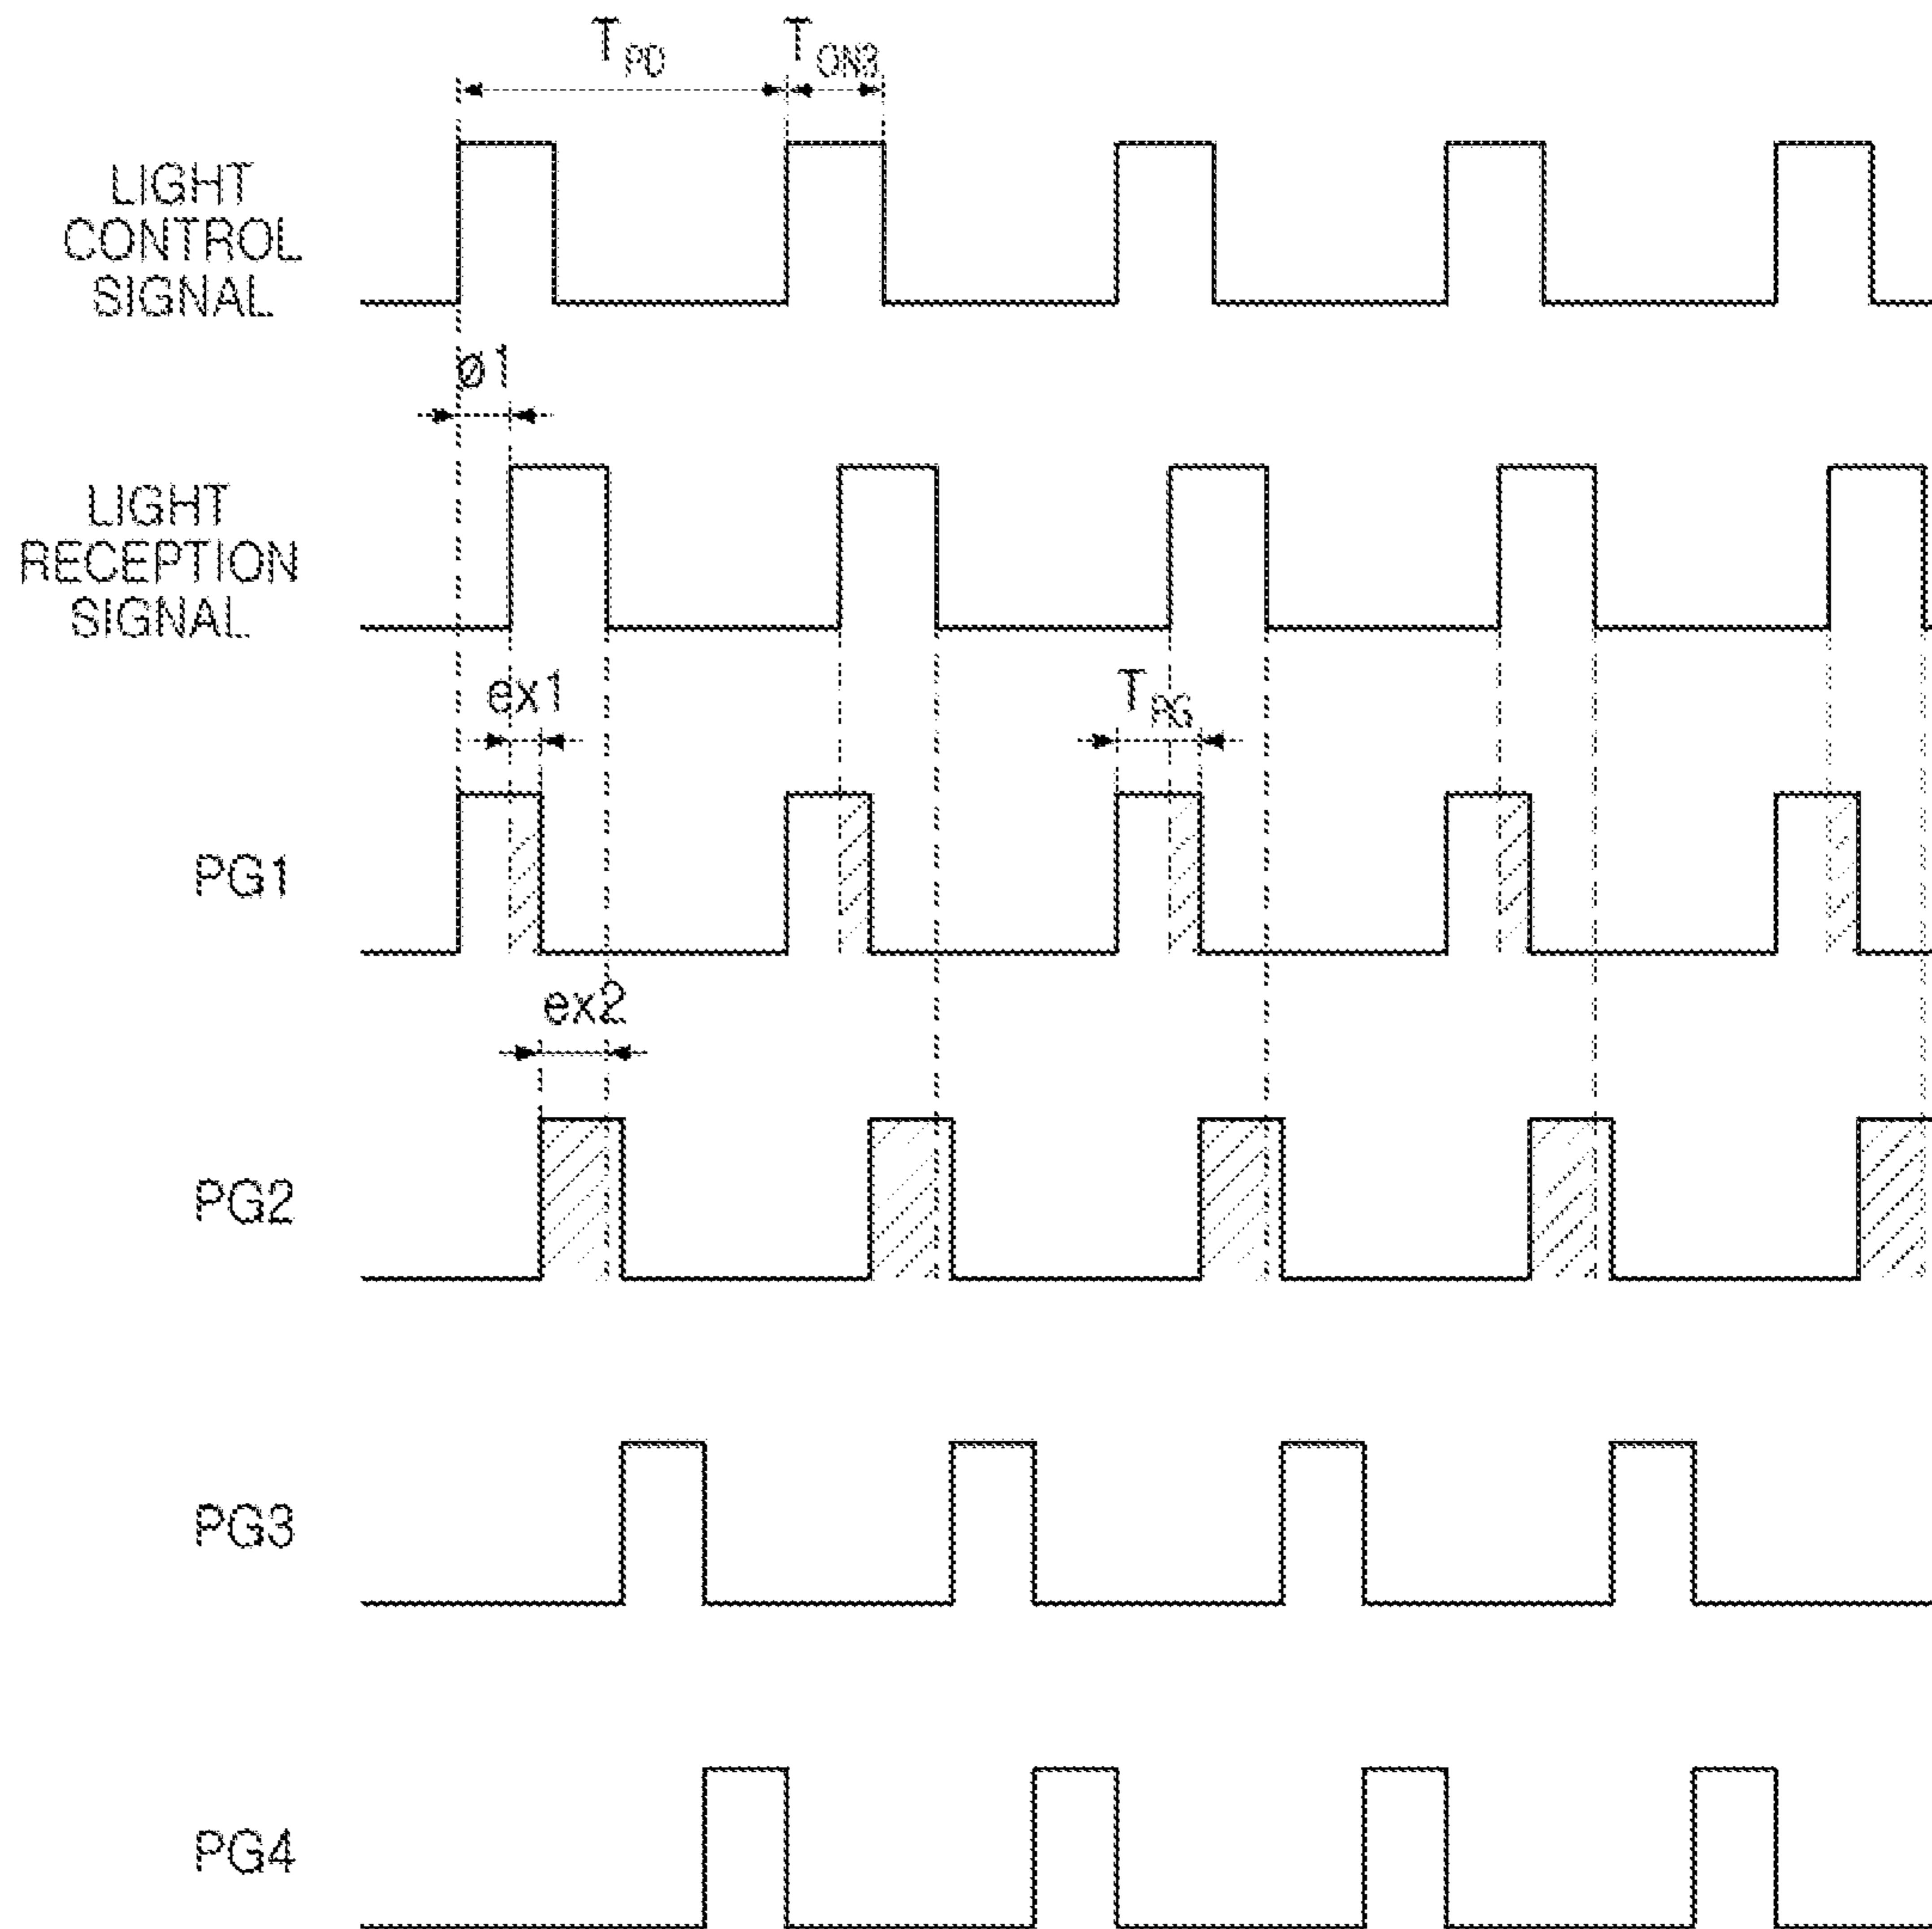 T_PD T_ON3
LIGHT
CONTROL
SIGNAL
ø1
LIGHT
RECEPTION
SIGNAL
ex1 T_PG
PG1
ex2
PG2
PG3
PG4